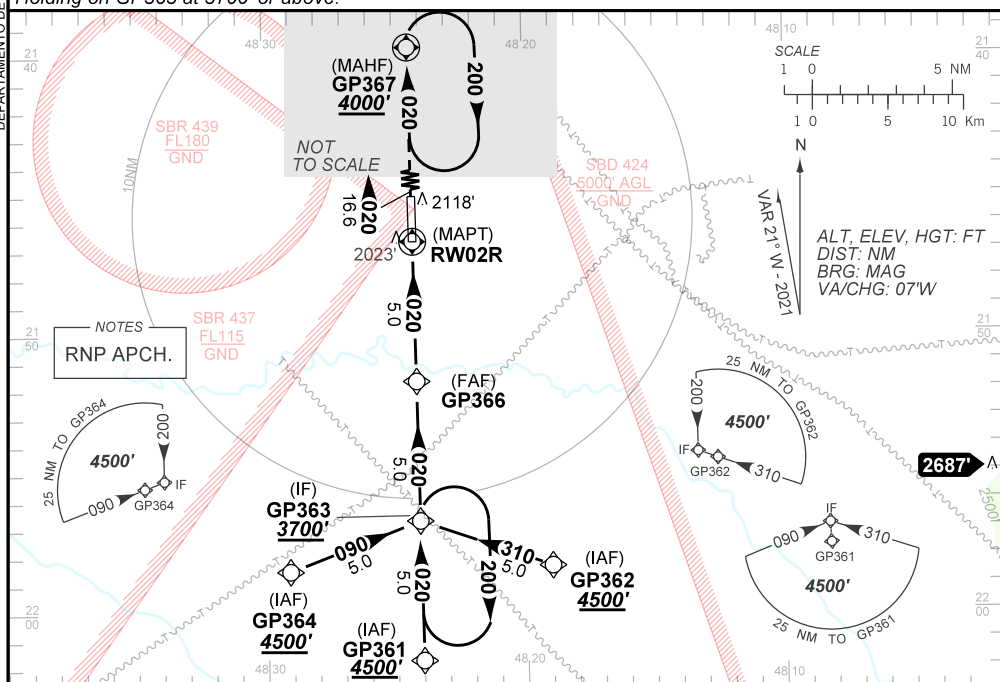 Holding on GP363 at 3700' or above.
48 30
48 20
48 10
21
40
21
40
(MAHF)
GP367
4000'
020
200
SCALE
1 0 5 NM
1 0 5 10 Km
N
VAR 21° W - 2021
ALT, ELEV, HGT: FT
DIST: NM
BRG: MAG
VA/CHG: 07'W
SBR 439
FL180
GND
10NM
NOT
TO SCALE
SBD 424
5000' AGL
GND
020
16.6
2118'
2023'
(MAPT)
RW02R
020
5.0
SBR 437
FL115
GND
NOTES
RNP APCH.
21
50
21
50
(FAF)
GP366
25 NM TO GP364
200
4500'
090
IF
GP364
25 NM TO GP362
200
4500'
310
IF
GP362
2687'
2500'
020
5.0
(IF)
GP363
3700'
090
5.0
310
5.0
020
5.0
200
(IAF)
GP362
4500'
(IAF)
GP364
4500'
(IAF)
GP361
4500'
IF
090
310
GP361
4500'
25 NM TO GP361
22
00
22
00
48 30
48 20
48 10